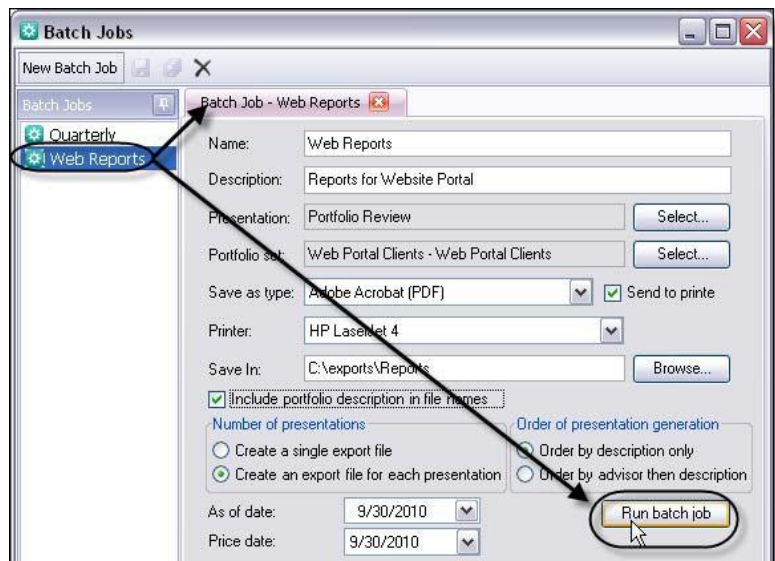 Batch Jobs
New Batch Job
Batch Jobs
Batch Job - Web Reports
Quarterly
Web Reports
Name: Web Reports
Description: Reports for Website Portal
Presentation: Portfolio Review Select...
Portfolio set: Web Portal Clients - Web Portal Clients Select...
Save as type: Adobe Acrobat (PDF) Send to printe
Printer: HP LaserJet 4
Save In: C:\exports\Reports Browse...
Include portfolio description in file names
Number of presentations
Create a single export file
Create an export file for each presentation
Order of presentation generation
Order by description only
Order by advisor then description
As of date: 9/30/2010
Run batch job
Price date: 9/30/2010